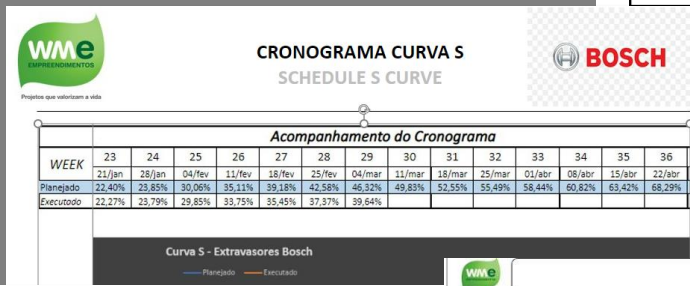 WMe
EMPREENDIMENTOS
Projetos que valorizam a vida
CRONOGRAMA CURVA S
SCHEDULE S CURVE
BOSCH
Acompanhamento do Cronograma
WEEK 23 24 25 26 27 28 29 30 31 32 33 34 35 36
21/jan 28/jan 04/fev 11/fev 18/fev 25/fev 04/mar 11/mar 18/mar 25/mar 01/abr 08/abr 15/abr 22/abr
Planejado 22,40% 23,85% 30,06% 35,11% 39,18% 42,58% 46,32% 49,83% 52,55% 55,49% 58,44% 60,82% 63,42% 68,29%
Executado 22,27% 23,79% 29,85% 33,75% 35,45% 37,37% 39,64%
Curva S - Extravasores Bosch
Planejado Executado
WMe